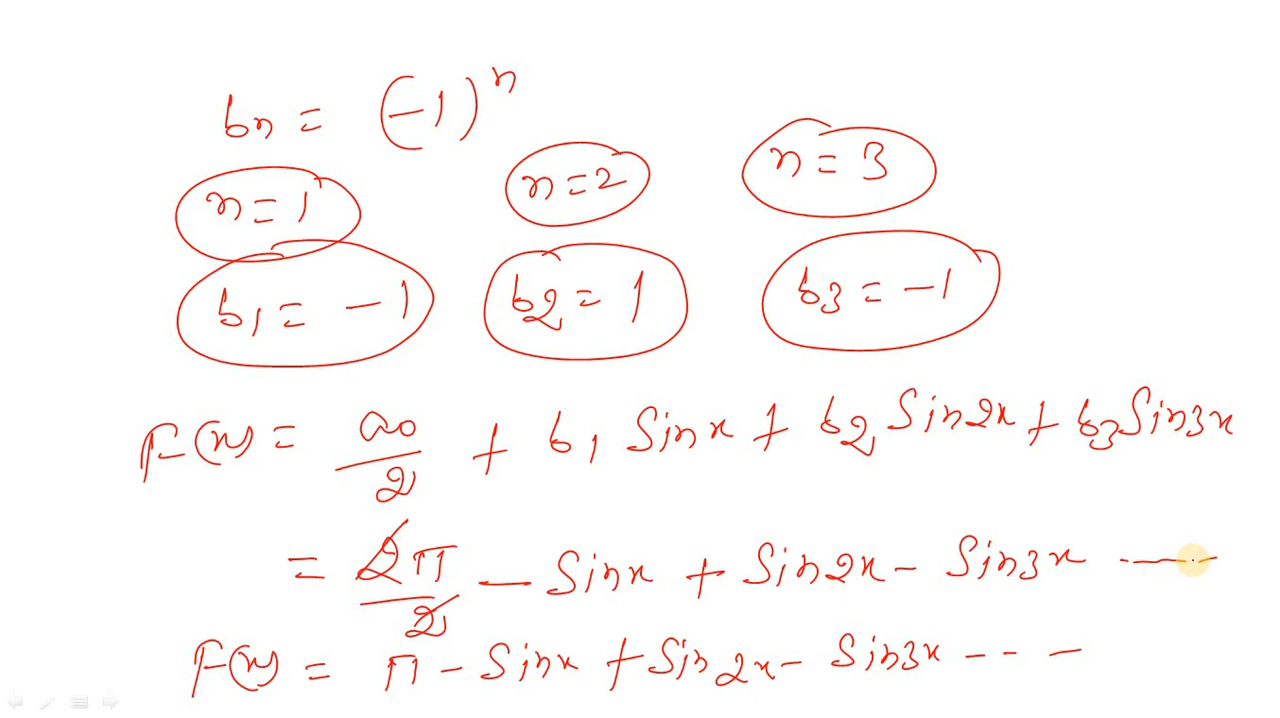 bn = (-1)^n
n=1 n=2 n=3
b1 = -1 b2 = 1 b3 = -1
F(x) = a0/2 + b1 Sinx + b2 Sin2x + b3 Sin3x
= 2π/2 - Sinx + Sin2x - Sin3x ----
F(x) = π - Sinx + Sin2x - Sin3x ---